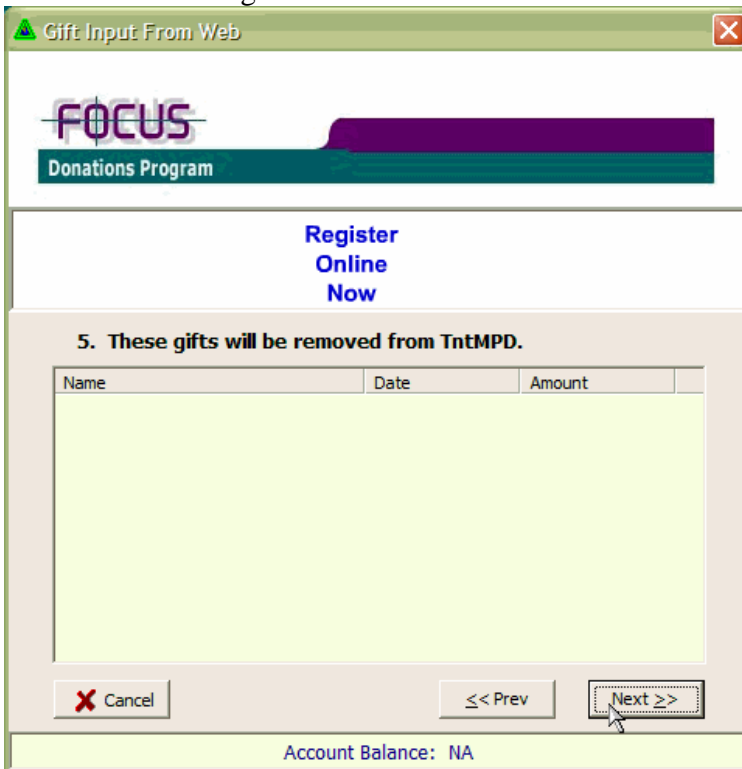 Gift Input From Web
FOCUS
Donations Program
Register
Online
Now
5. These gifts will be removed from TntMPD.
Name Date Amount
Cancel << Prev Next >>
Account Balance: NA